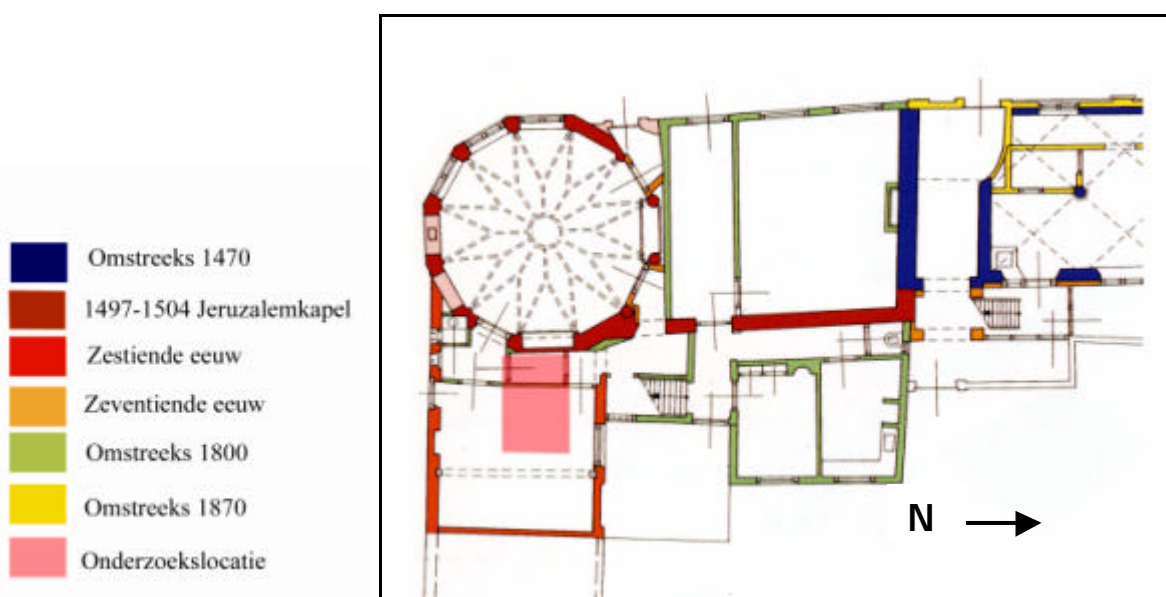 Omstreeks 1470
1497-1504 Jeruzalemkapel
Zestiende eeuw
Zeventiende eeuw
Omstreeks 1800
Omstreeks 1870
Onderzoekslocatie
N